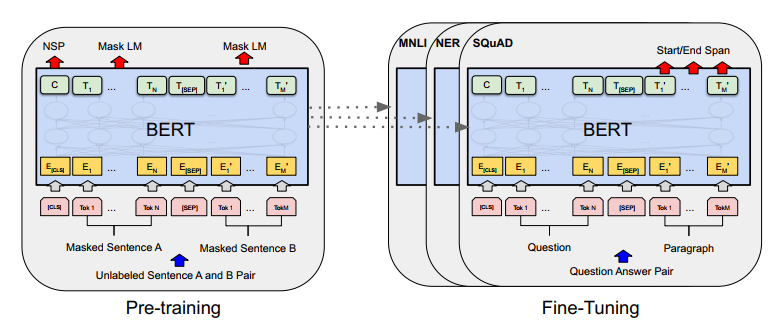 NSP Mask LM Mask LM
C T1 ... TN T[SEP] T1' ... TM'
BERT
E[CLS] E1 ... EN E[SEP] E1' ... EM'
[CLS] Tok 1 ... Tok N [SEP] Tok 1 ... TokM
Masked Sentence A Masked Sentence B
Unlabeled Sentence A and B Pair
Pre-training
MNLI NER SQuAD
Start/End Span
C T1 ... TN T[SEP] T1' ... TM'
BERT
E[CLS] E1 ... EN E[SEP] E1' ... EM'
[CLS] Tok 1 ... Tok N [SEP] Tok 1 ... TokM
Question Paragraph
Question Answer Pair
Fine-Tuning